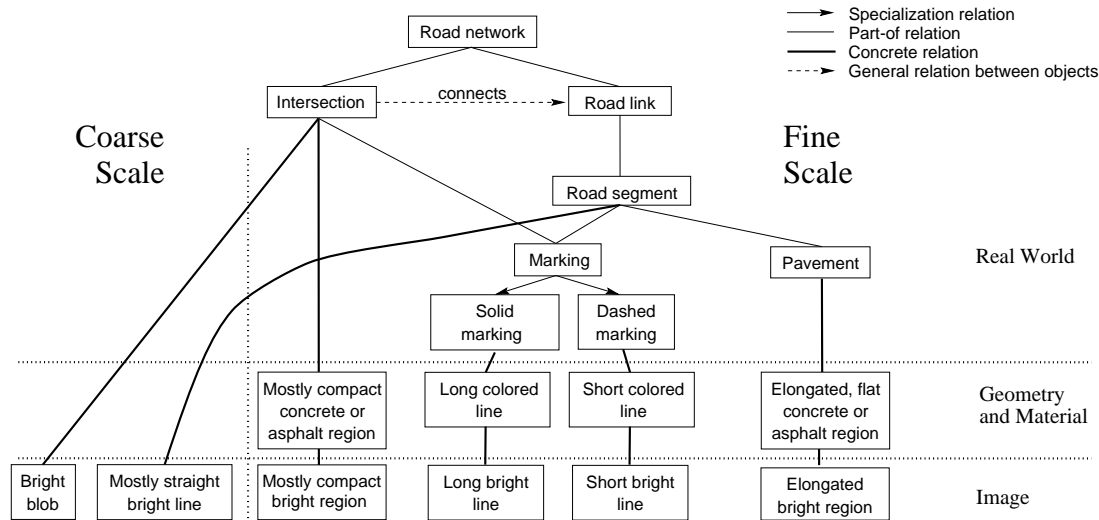 Specialization relation
Road network
Part-of relation
Concrete relation
General relation between objects
connects
Intersection
Road link
Coarse
Scale
Fine
Scale
Road segment
Marking
Pavement
Real World
Solid
marking
Dashed
marking
Mostly compact
concrete or
asphalt region
Long colored
line
Short colored
line
Elongated, flat
concrete or
asphalt region
Geometry
and Material
Bright
blob
Mostly straight
bright line
Mostly compact
bright region
Long bright
line
Short bright
line
Elongated
bright region
Image